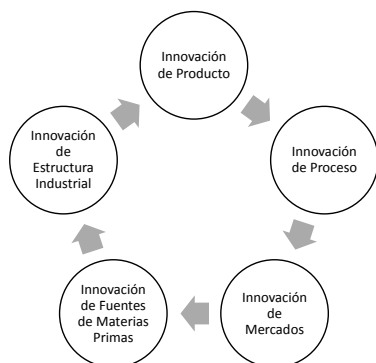 Innovación
de Producto
Innovación
de Proceso
Innovación
de
Mercados
Innovación
de Fuentes
de Materias
Primas
Innovación
de
Estructura
Industrial